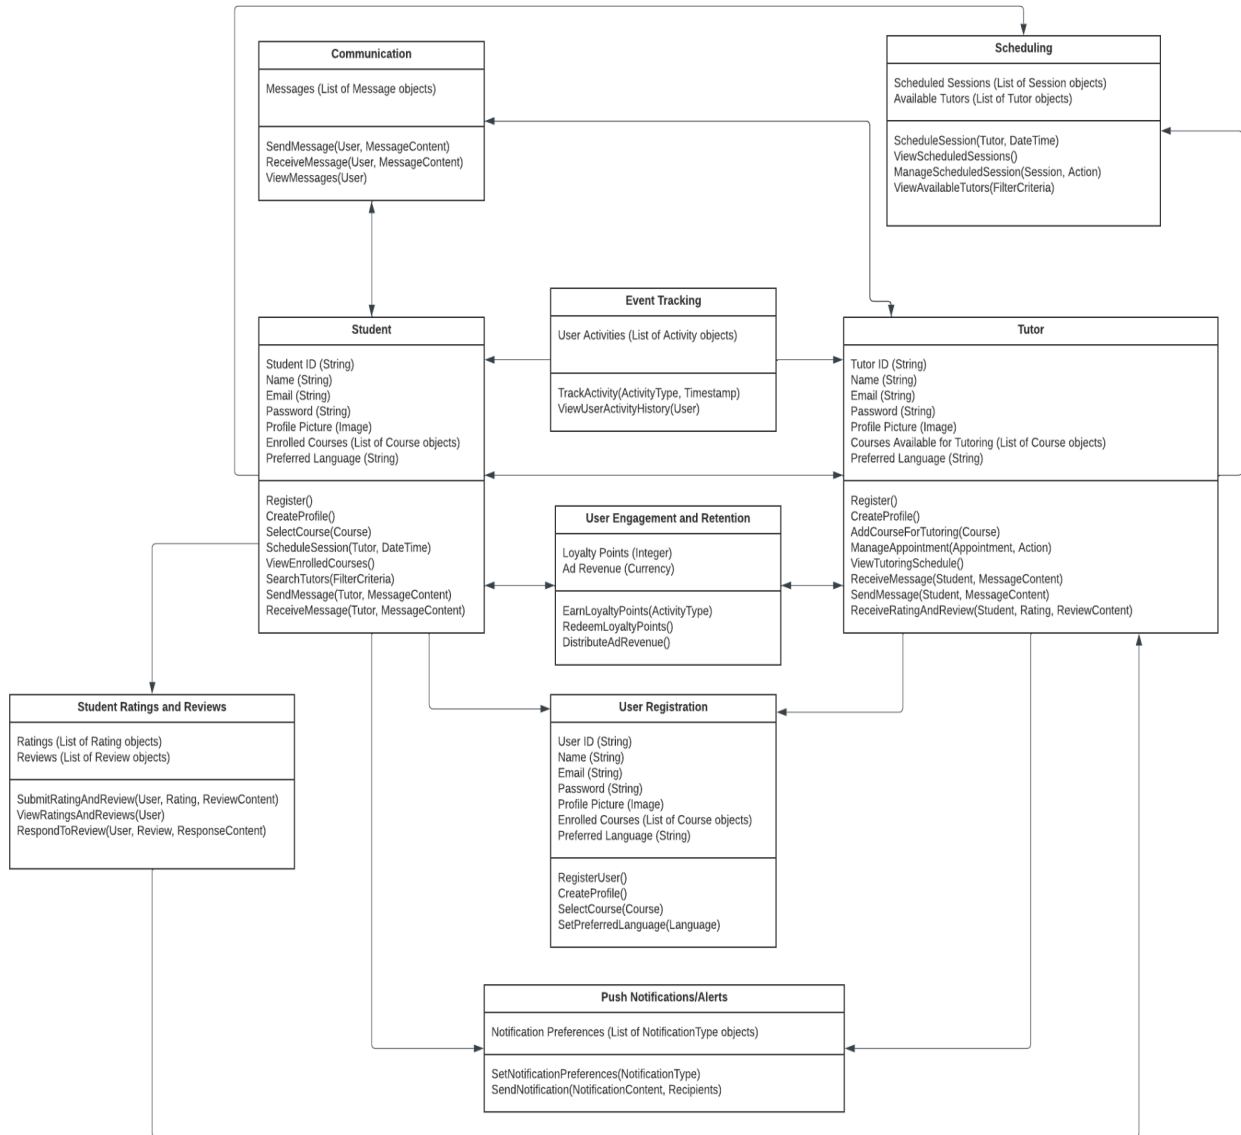 Communication
Messages (List of Message objects)
SendMessage(User, MessageContent)
ReceiveMessage(User, MessageContent)
ViewMessages(User)
Scheduling
Scheduled Sessions (List of Session objects)
Available Tutors (List of Tutor objects)
ScheduleSession(Tutor, DateTime)
ViewScheduledSessions()
ManageScheduledSession(Session, Action)
ViewAvailableTutors(FilterCriteria)
Student
Student ID (String)
Name (String)
Email (String)
Password (String)
Profile Picture (Image)
Enrolled Courses (List of Course objects)
Preferred Language (String)
Register()
CreateProfile()
SelectCourse(Course)
ScheduleSession(Tutor, DateTime)
ViewEnrolledCourses()
SearchTutors(FilterCriteria)
SendMessage(Tutor, MessageContent)
ReceiveMessage(Tutor, MessageContent)
Event Tracking
User Activities (List of Activity objects)
TrackActivity(ActivityType, Timestamp)
ViewUserActivityHistory(User)
Tutor
Tutor ID (String)
Name (String)
Email (String)
Password (String)
Profile Picture (Image)
Courses Available for Tutoring (List of Course objects)
Preferred Language (String)
Register()
CreateProfile()
AddCourseForTutoring(Course)
ManageAppointment(Appointment, Action)
ViewTutoringSchedule()
ReceiveMessage(Student, MessageContent)
SendMessage(Student, MessageContent)
ReceiveRatingAndReview(Student, Rating, ReviewContent)
User Engagement and Retention
Loyalty Points (Integer)
Ad Revenue (Currency)
EarnLoyaltyPoints(ActivityType)
RedeemLoyaltyPoints()
DistributeAdRevenue()
Student Ratings and Reviews
Ratings (List of Rating objects)
Reviews (List of Review objects)
SubmitRatingAndReview(User, Rating, ReviewContent)
ViewRatingsAndReviews(User)
RespondToReview(User, Review, ResponseContent)
User Registration
User ID (String)
Name (String)
Email (String)
Password (String)
Profile Picture (Image)
Enrolled Courses (List of Course objects)
Preferred Language (String)
RegisterUser()
CreateProfile()
SelectCourse(Course)
SetPreferredLanguage(Language)
Push Notifications/Alerts
Notification Preferences (List of NotificationType objects)
SetNotificationPreferences(NotificationType)
SendNotification(NotificationContent, Recipients)